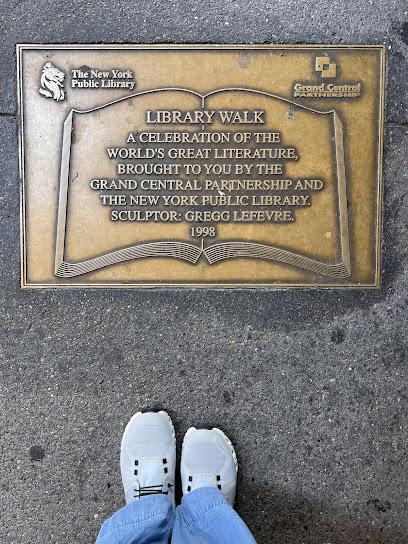 The New York
Public Library
Grand Central
PARTNERSHIP
LIBRARY WALK
A CELEBRATION OF THE
WORLD'S GREAT LITERATURE,
BROUGHT TO YOU BY THE
GRAND CENTRAL PARTNERSHIP AND
THE NEW YORK PUBLIC LIBRARY.
SCULPTOR: GREGG LEFEVRE.
1998